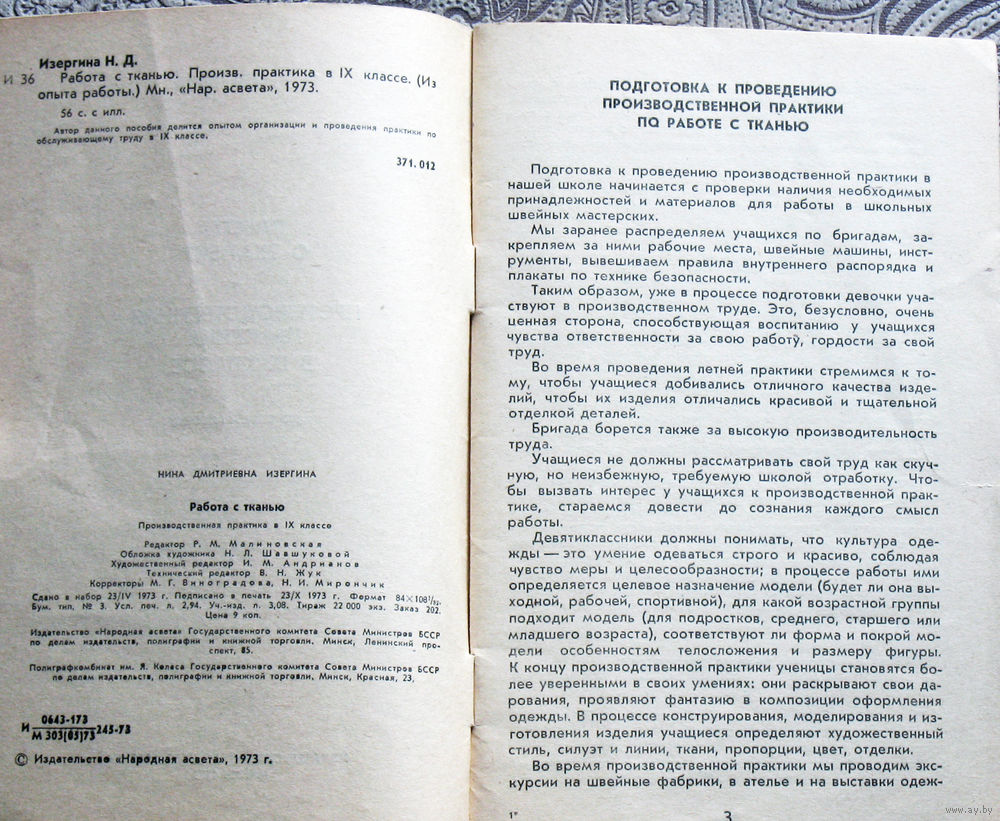 Изергина Н. Д.
И 36 Работа с тканью. Произв. практика в IX классе. (Из
опыта работы.) Мн., «Нар. асвета», 1973.
56 с. с илл.
Автор данного пособия делится опытом организации и проведения практики по
обслуживающему труду в IX классе.
371.012
НИНА ДМИТРИЕВНА ИЗЕРГИНА
Работа с тканью
Производственная практика в IX классе
Редактор Р. М. Малиновская
Обложка художника Н. Л. Шавшуковой
Художественный редактор И. М. Андрианов
Технический редактор В. Н. Жук
Корректоры М. Г. Виноградова, Н. И. Мирончик
Сдано в набор 23/IV 1973 г. Подписано в печать 23/X 1973 г. Формат 84×108¹/₃₂.
Бум. тип. № 3. Усл. печ. л. 2,94. Уч.-изд. л. 3,08. Тираж 22 000 экз. Заказ 202.
Цена 9 коп.
Издательство «Народная асвета» Государственного комитета Совета Министров БССР
по делам издательств, полиграфии и книжной торговли. Минск, Ленинский про-
спект, 85.
Полиграфкомбинат им. Я. Коласа Государственного комитета Совета Министров БССР
по делам издательств, полиграфии и книжной торговли. Минск, Красная, 23.
0643-173
И 245-73
М 303(05)73
© Издательство «Народная асвета», 1973 г.
ПОДГОТОВКА К ПРОВЕДЕНИЮ
ПРОИЗВОДСТВЕННОЙ ПРАКТИКИ
ПО РАБОТЕ С ТКАНЬЮ
Подготовка к проведению производственной практики в
нашей школе начинается с проверки наличия необходимых
принадлежностей и материалов для работы в школьных
швейных мастерских.
Мы заранее распределяем учащихся по бригадам, за-
крепляем за ними рабочие места, швейные машины, инст-
рументы, вывешиваем правила внутреннего распорядка и
плакаты по технике безопасности.
Таким образом, уже в процессе подготовки девочки уча-
ствуют в производственном труде. Это, безусловно, очень
ценная сторона, способствующая воспитанию у учащихся
чувства ответственности за свою работу, гордости за свой
труд.
Во время проведения летней практики стремимся к то-
му, чтобы учащиеся добивались отличного качества изде-
лий, чтобы их изделия отличались красивой и тщательной
отделкой деталей.
Бригада борется также за высокую производительность
труда.
Учащиеся не должны рассматривать свой труд как скуч-
ную, но неизбежную, требуемую школой отработку. Что-
бы вызвать интерес у учащихся к производственной прак-
тике, стараемся довести до сознания каждого смысл
работы.
Девятиклассники должны понимать, что культура оде-
жды — это умение одеваться строго и красиво, соблюдая
чувство меры и целесообразности; в процессе работы ими
определяется целевое назначение модели (будет ли она вы-
ходной, рабочей, спортивной), для какой возрастной группы
подходит модель (для подростков, среднего, старшего или
младшего возраста), соответствуют ли форма и покрой мо-
дели особенностям телосложения и размеру фигуры.
К концу производственной практики ученицы становятся бо-
лее уверенными в своих умениях: они раскрывают свои да-
рования, проявляют фантазию в композиции оформления
одежды. В процессе конструирования, моделирования и из-
готовления изделия учащиеся определяют художественный
стиль, силуэт и линии, ткани, пропорции, цвет, отделки.
Во время производственной практики мы проводим экс-
курсии на швейные фабрики, в ателье и на выставки одеж-
1* 3
www.ay.by